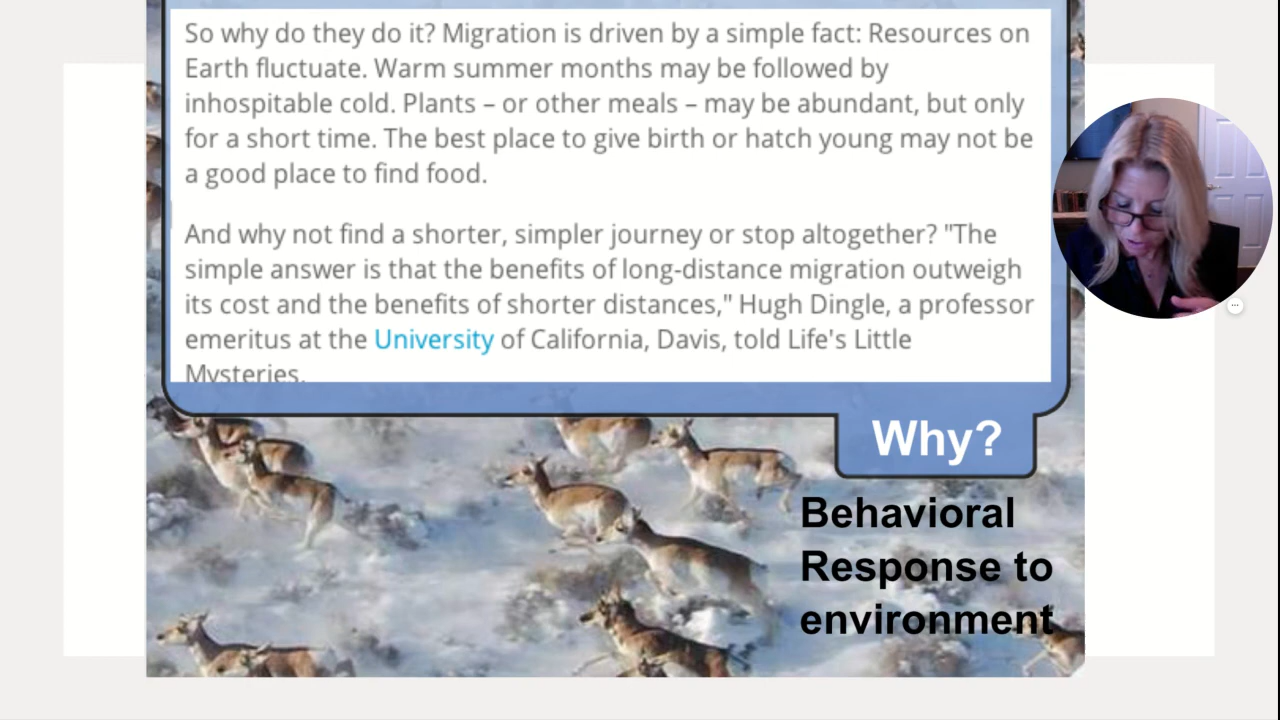 So why do they do it? Migration is driven by a simple fact: Resources on
Earth fluctuate. Warm summer months may be followed by
inhospitable cold. Plants – or other meals – may be abundant, but only
for a short time. The best place to give birth or hatch young may not be
a good place to find food.
And why not find a shorter, simpler journey or stop altogether? "The
simple answer is that the benefits of long-distance migration outweigh
its cost and the benefits of shorter distances," Hugh Dingle, a professor
emeritus at the University of California, Davis, told Life's Little
Mysteries.
Why?
Behavioral
Response to
environment